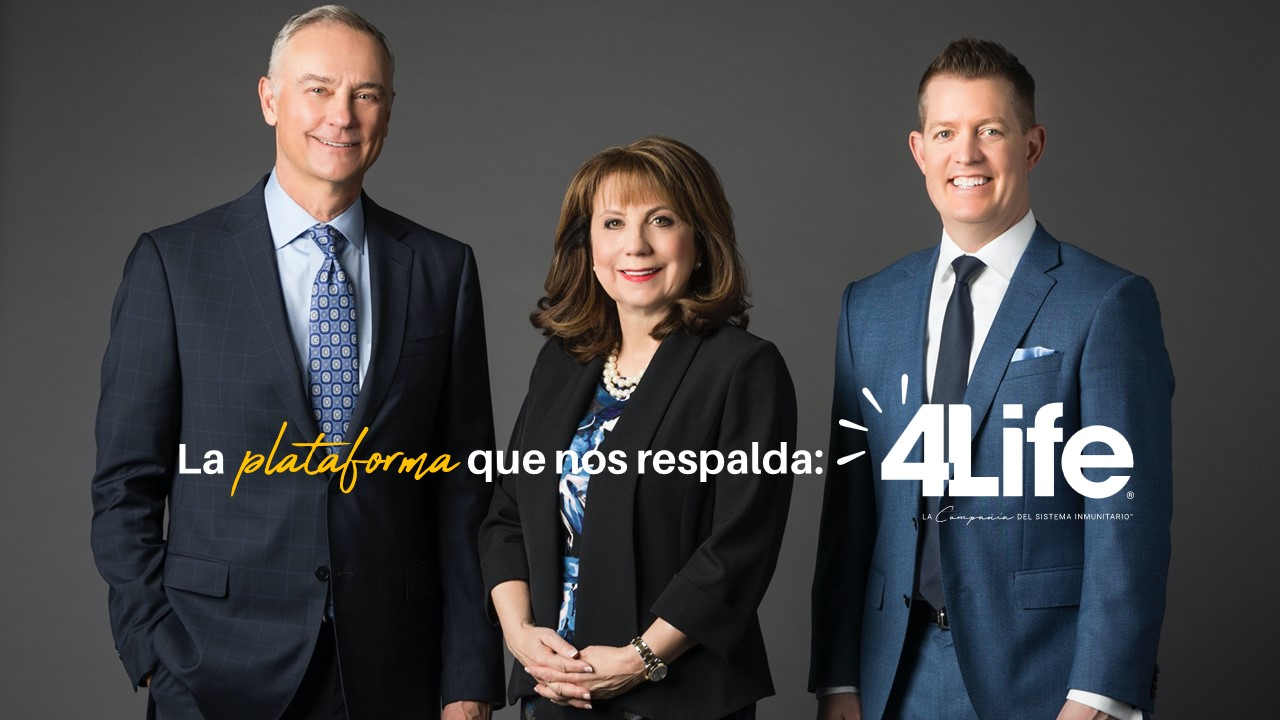 La plataforma que nos respalda: 4Life®
LA Compañía DEL SISTEMA INMUNITARIO™